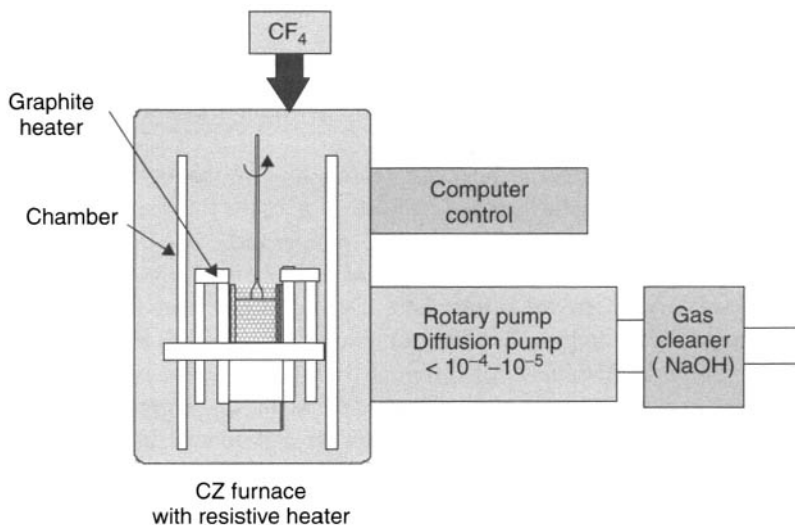 CF₄
Graphite
heater
Chamber
Computer
control
Rotary pump
Diffusion pump
< 10⁻⁴–10⁻⁵
Gas
cleaner
( NaOH)
CZ furnace
with resistive heater